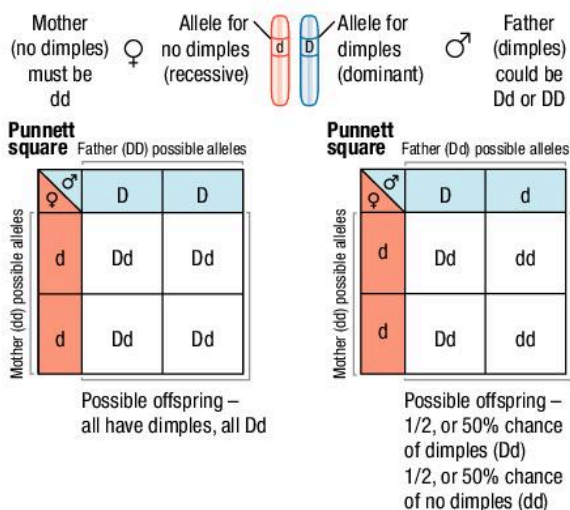 Mother
(no dimples)
must be
dd
♀
Allele for
no dimples
(recessive)
d
D
Allele for
dimples
(dominant)
♂
Father
(dimples)
could be
Dd or DD
Punnett
square
Father (DD) possible alleles
♂
♀
D D
Mother (dd) possible alleles
d Dd Dd
d Dd Dd
Possible offspring –
all have dimples, all Dd
Punnett
square
Father (Dd) possible alleles
♂
♀
D d
Mother (dd) possible alleles
d Dd dd
d Dd dd
Possible offspring –
1/2, or 50% chance
of dimples (Dd)
1/2, or 50% chance
of no dimples (dd)